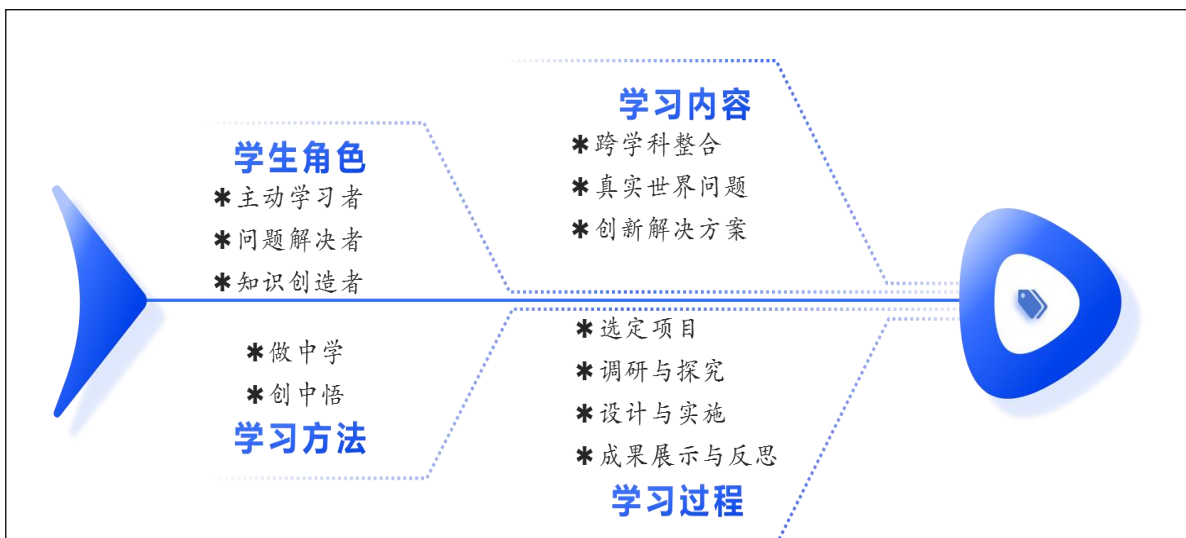 学生角色
✱主动学习者
✱问题解决者
✱知识创造者
学习内容
✱跨学科整合
✱真实世界问题
✱创新解决方案
✱做中学
✱创中悟
学习方法
✱选定项目
✱调研与探究
✱设计与实施
✱成果展示与反思
学习过程